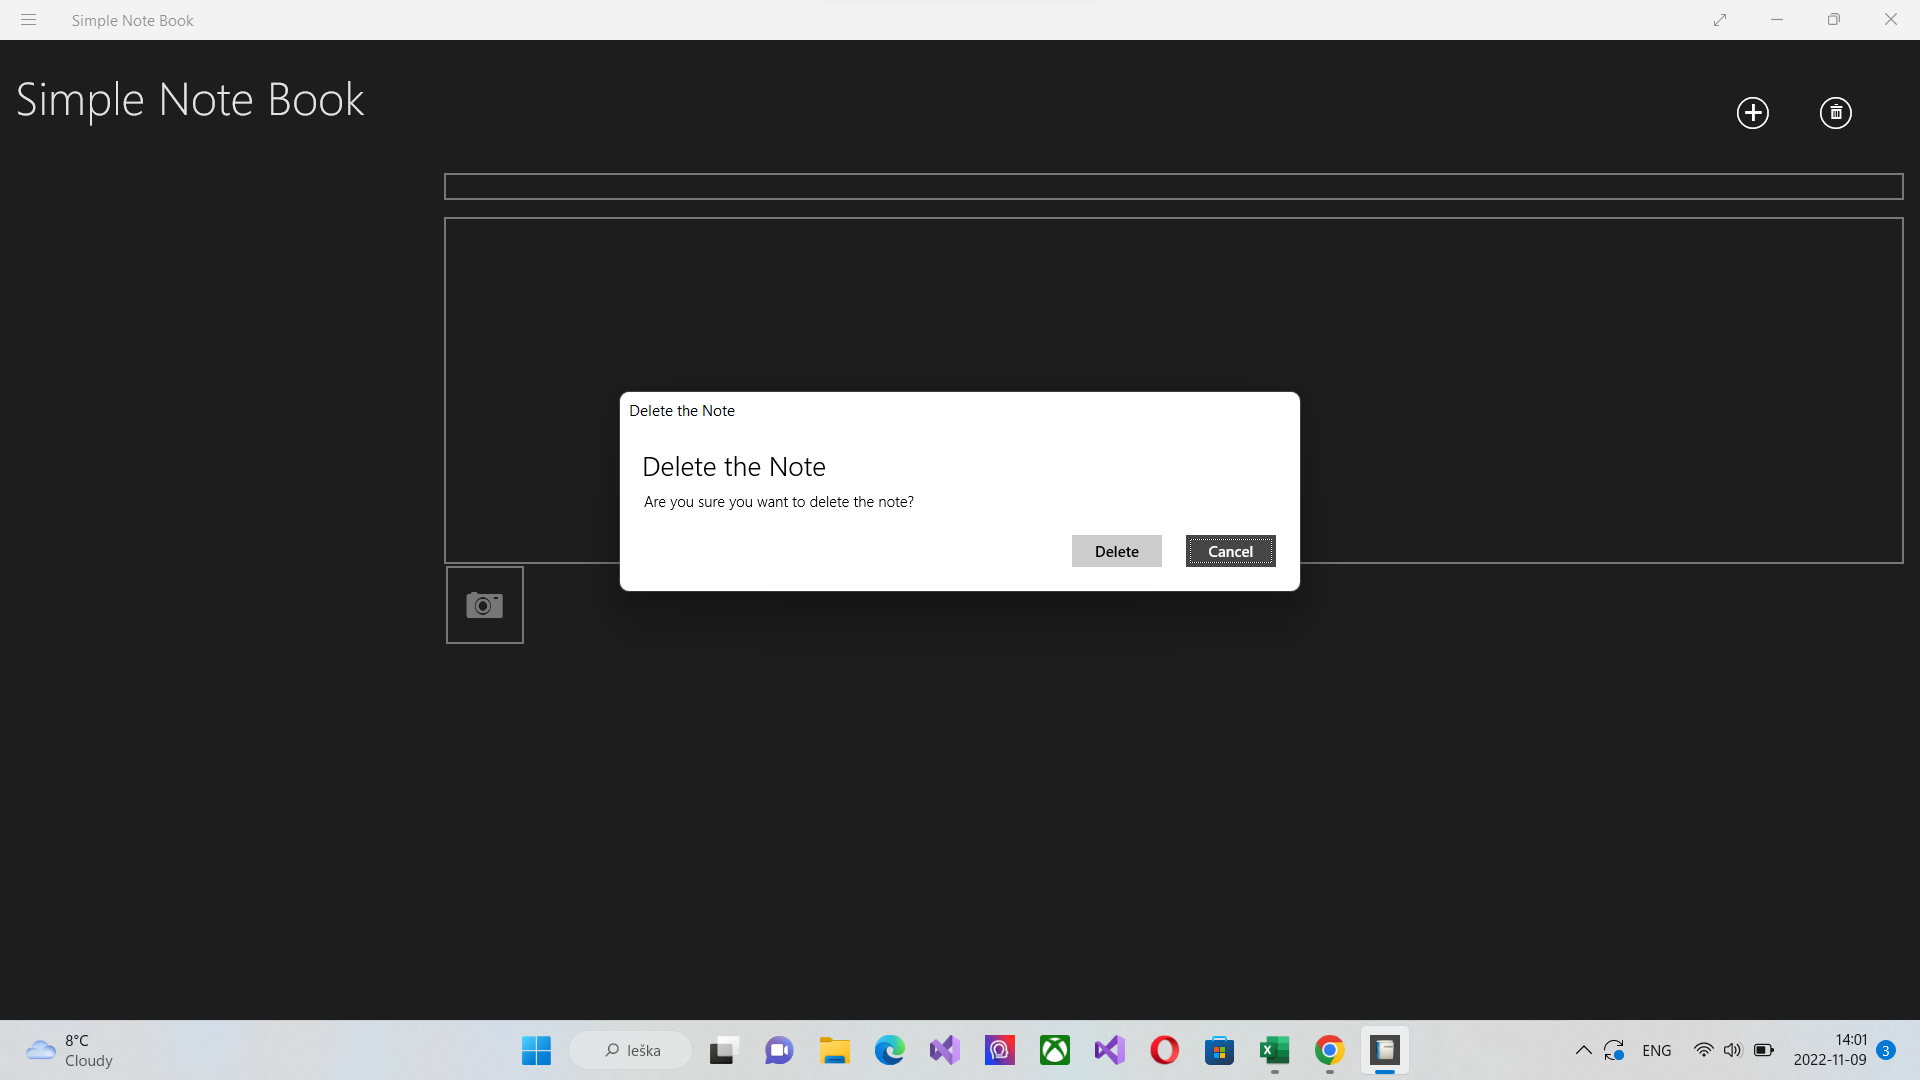 Simple Note Book
Simple Note Book
Delete the Note
Delete the Note
Are you sure you want to delete the note?
Delete
Cancel
8°C
Cloudy
Ieška
ENG
14:01
2022-11-09
3